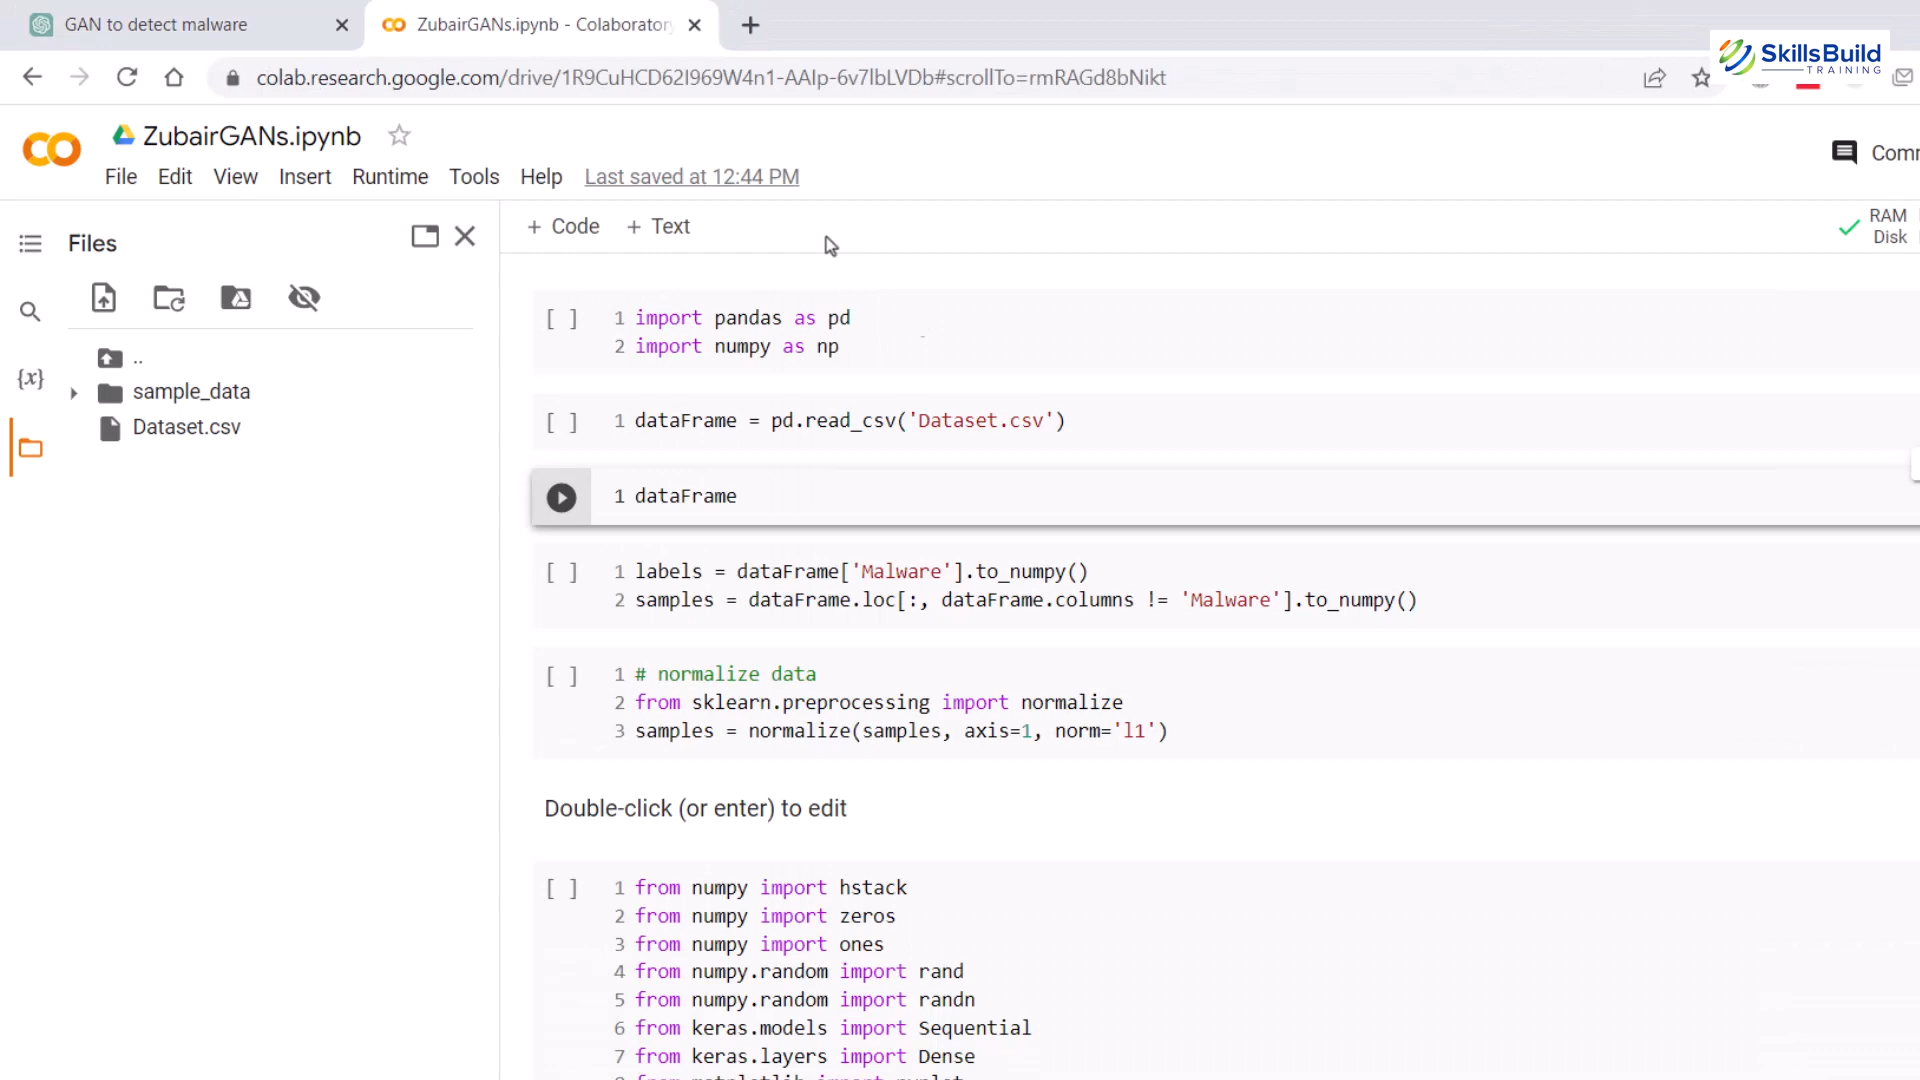 GAN to detect malware
ZubairGANs.ipynb - Colaboratory
SkillsBuild
TRAINING
colab.research.google.com/drive/1R9CuHCD62I969W4n1-AAIp-6v7lbLVDb#scrollTo=rmRAGd8bNikt
CO
ZubairGANs.ipynb
File Edit View Insert Runtime Tools Help Last saved at 12:44 PM
Files
+ Code + Text
RAM
Disk
..
sample_data
Dataset.csv
{x}
[ ] 1 import pandas as pd
2 import numpy as np
[ ] 1 dataFrame = pd.read_csv('Dataset.csv')
1 dataFrame
[ ] 1 labels = dataFrame['Malware'].to_numpy()
2 samples = dataFrame.loc[:, dataFrame.columns != 'Malware'].to_numpy()
[ ] 1 # normalize data
2 from sklearn.preprocessing import normalize
3 samples = normalize(samples, axis=1, norm='l1')
Double-click (or enter) to edit
[ ] 1 from numpy import hstack
2 from numpy import zeros
3 from numpy import ones
4 from numpy.random import rand
5 from numpy.random import randn
6 from keras.models import Sequential
7 from keras.layers import Dense